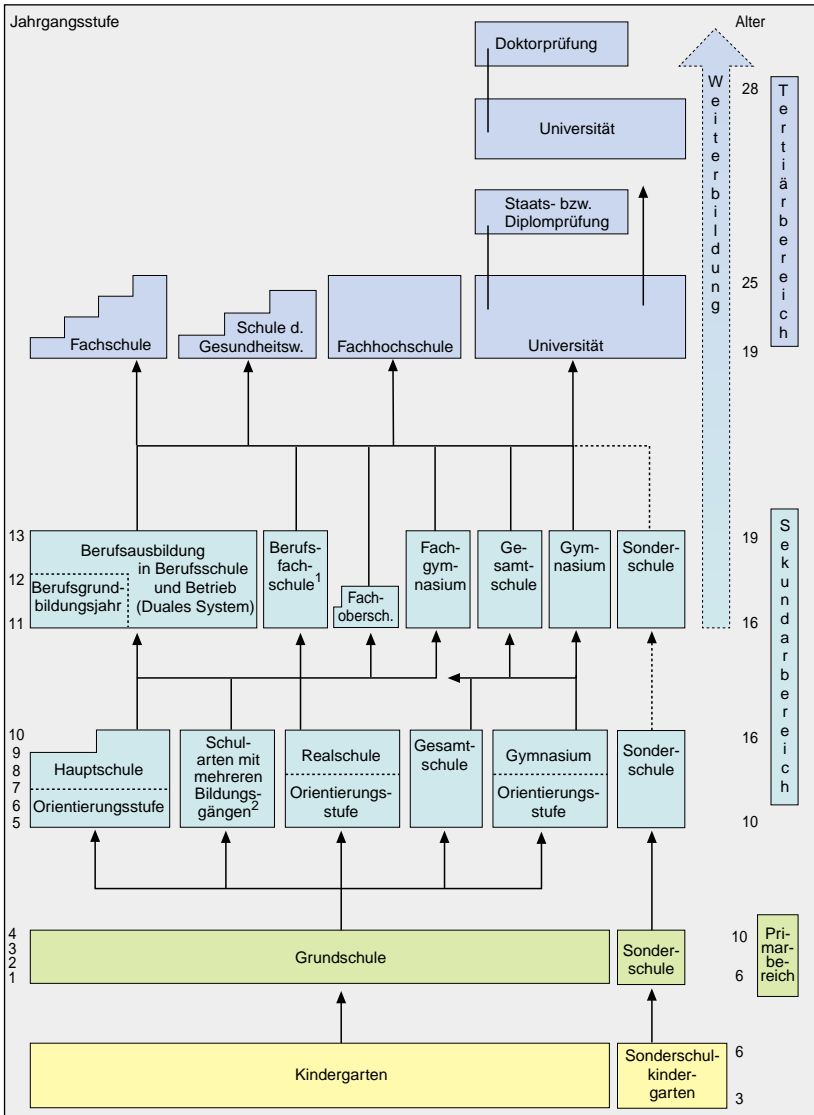 Jahrgangsstufe
Alter
Doktorprüfung
28
Universität
Staats- bzw.
Diplomprüfung
Weiterbildung
Tertiärbereich
25
Fachschule
Schule d.
Gesundheitsw.
Fachhochschule
Universität
19
13
12
11
Berufsausbildung
in Berufsschule
und Betrieb
(Duales System)
Berufsgrund-
bildungsjahr
Berufs-
fach-
schule1
Fach-
obersch.
Fach-
gym-
nasium
Ge-
samt-
schule
Gym-
nasium
Sonder-
schule
19
16
Sekundarbereich
10
9
8
7
6
5
Hauptschule
Orientierungsstufe
Schul-
arten mit
mehreren
Bildungs-
gängen2
Realschule
Orientierungs-
stufe
Gesamt-
schule
Gymnasium
Orientierungs-
stufe
Sonder-
schule
16
10
4
3
2
1
Grundschule
Sonder-
schule
10
6
Pri-
mar-
be-
reich
Kindergarten
Sonderschul-
kinder-
garten
6
3